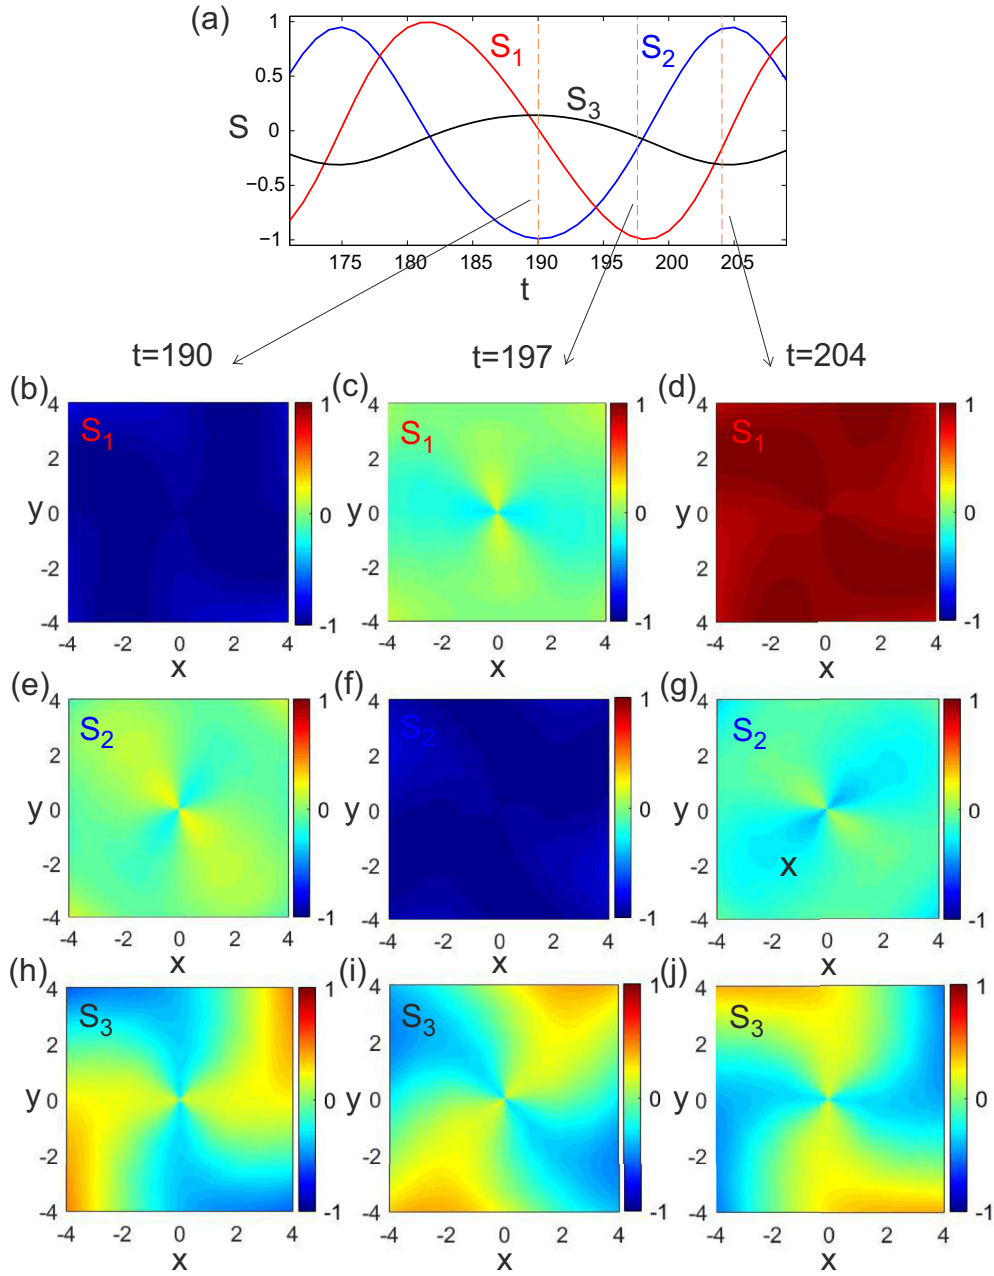 (a)
S
1
0.5
0
−0.5
−1
S1
S2
S3
175 180 185 190 195 200 205
t
t=190 t=197 t=204
(b) S1
y
4 2 0 -2 -4
-4 -2 0 2 4
x
1 0 -1
(c) S1
y
4 2 0 -2 -4
-4 -2 0 2 4
x
1 0 -1
(d) S1
y
4 2 0 -2 -4
-4 -2 0 2 4
x
1 0 -1
(e) S2
y
4 2 0 -2 -4
-4 -2 0 2 4
x
1 0 -1
(f) S2
y
4 2 0 -2 -4
-4 -2 0 2 4
x
1 0 -1
(g) S2
x
y
4 2 0 -2 -4
-4 -2 0 2 4
x
1 0 -1
(h) S3
y
4 2 0 -2 -4
-4 -2 0 2 4
x
1 0 -1
(i) S3
y
4 2 0 -2 -4
-4 -2 0 2 4
x
1 0 -1
(j) S3
y
4 2 0 -2 -4
-4 -2 0 2 4
x
1 0 -1